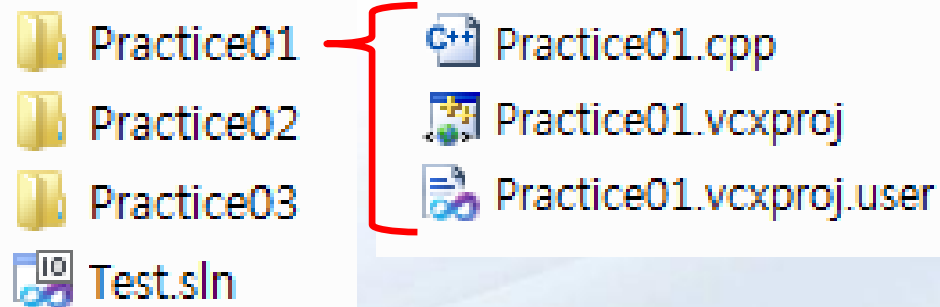 Practice01
Practice02
Practice03
Test.sln
C++ Practice01.cpp
Practice01.vcxproj
Practice01.vcxproj.user